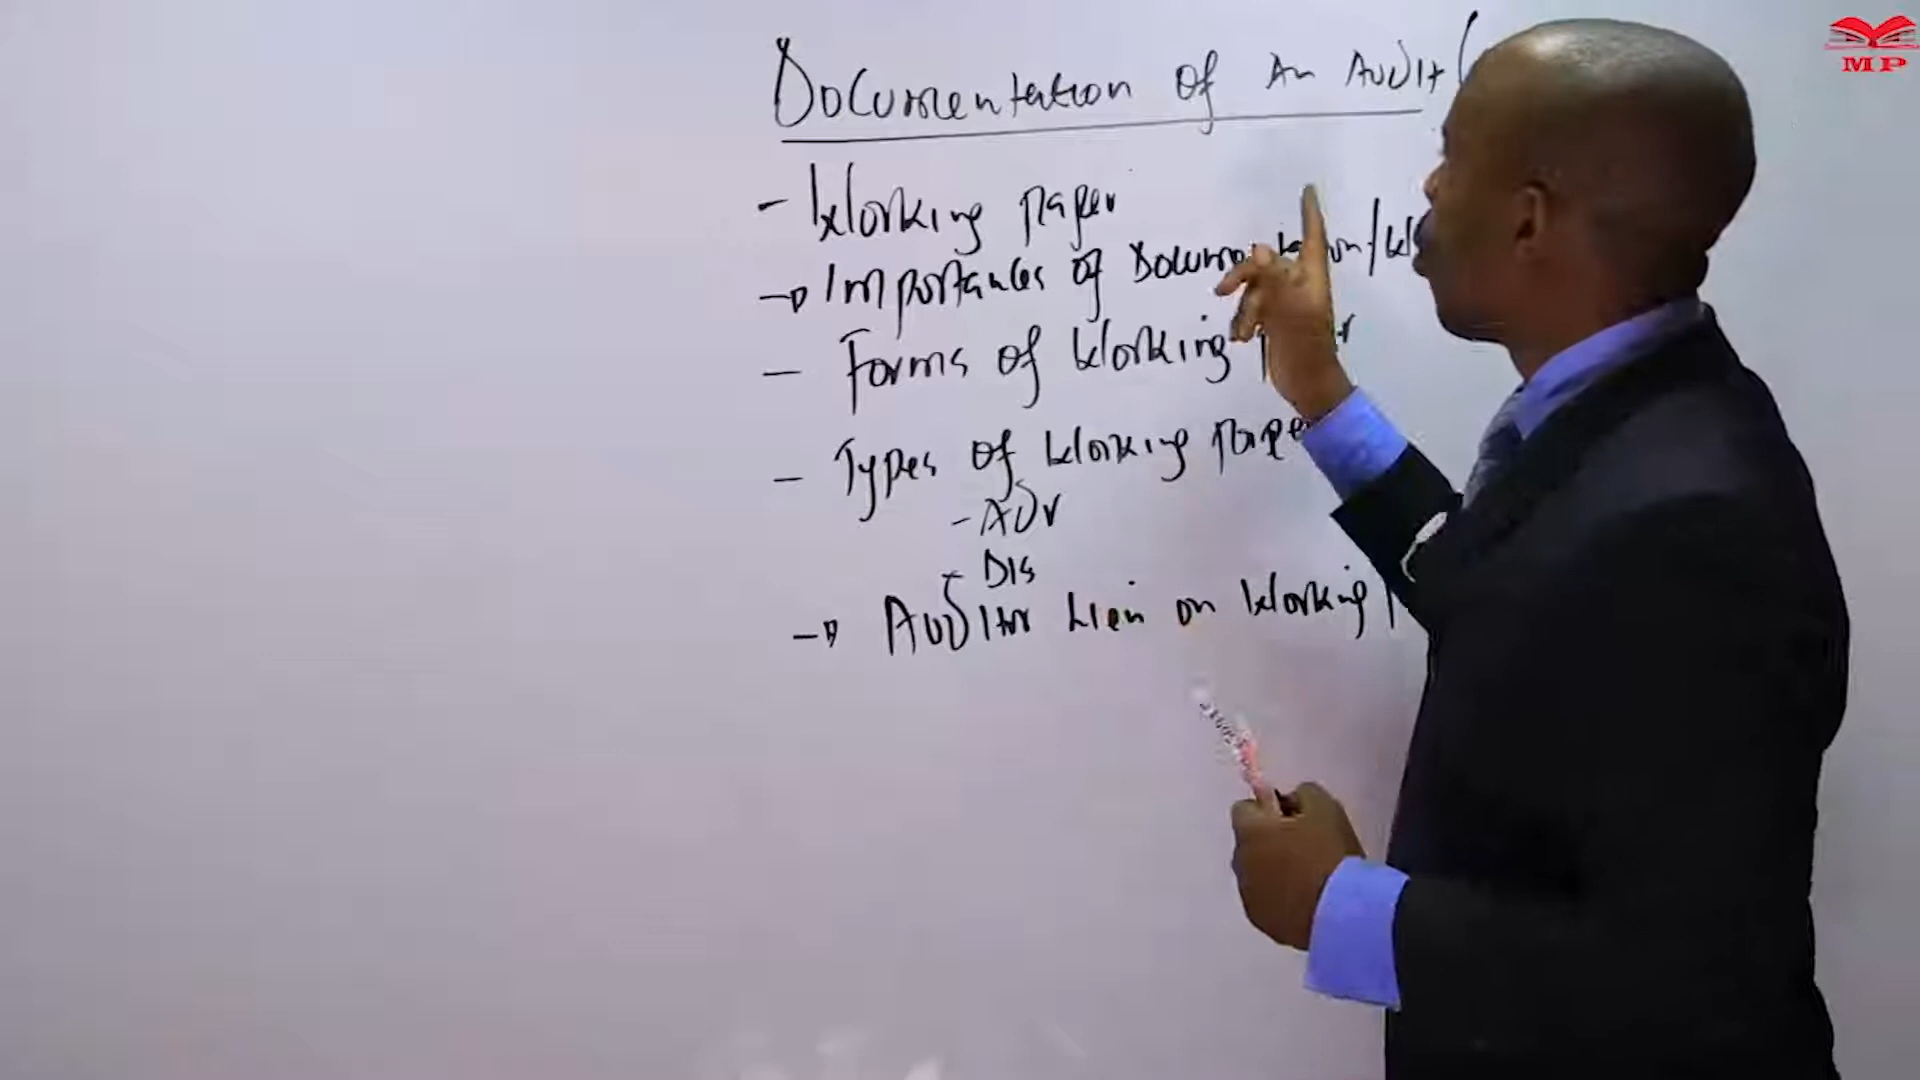 Documentation of An Audit
- Working paper
→ Importances of
- Forms of Working
- Types of Working Paper
- ADV
- DIS
→ Auditor Lien on Working
MP